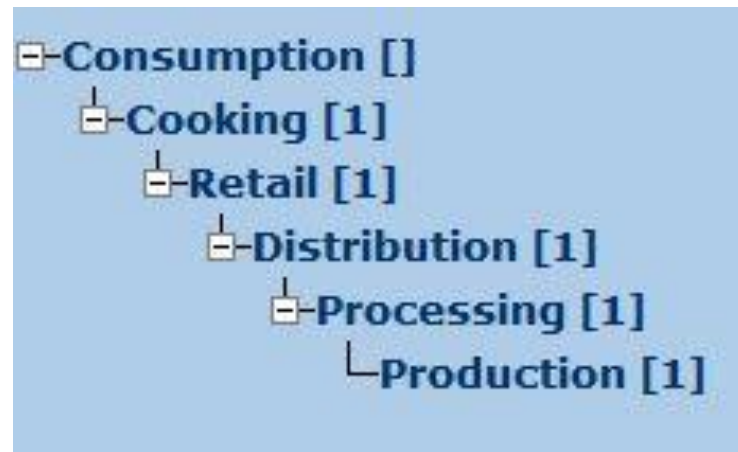 Consumption []
Cooking [1]
Retail [1]
Distribution [1]
Processing [1]
Production [1]